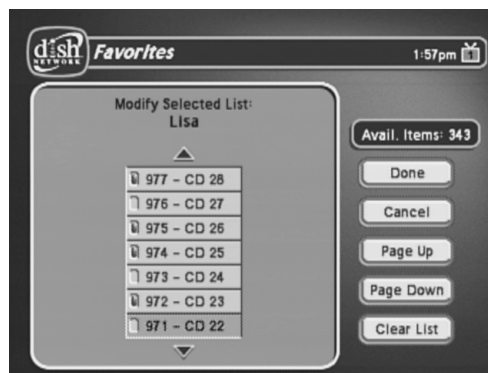 dish
NETWORK
Favorites
1:57pm
1
Modify Selected List:
Lisa
977 - CD 28
976 - CD 27
975 - CD 26
974 - CD 25
973 - CD 24
972 - CD 23
971 - CD 22
Avail. Items: 343
Done
Cancel
Page Up
Page Down
Clear List